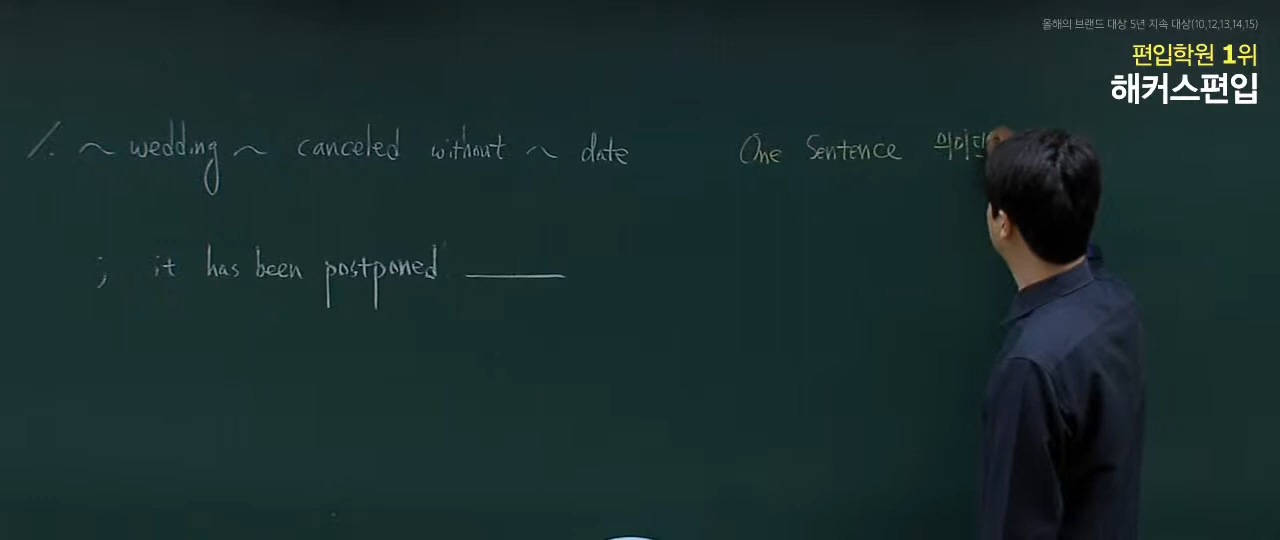 올해의 브랜드 대상 5년 지속 대상(10,12,13,14,15)
편입학원 1위
해커스편입
1. ~ wedding ~ canceled without ~ date
One Sentence 의미단
; it has been postponed ______